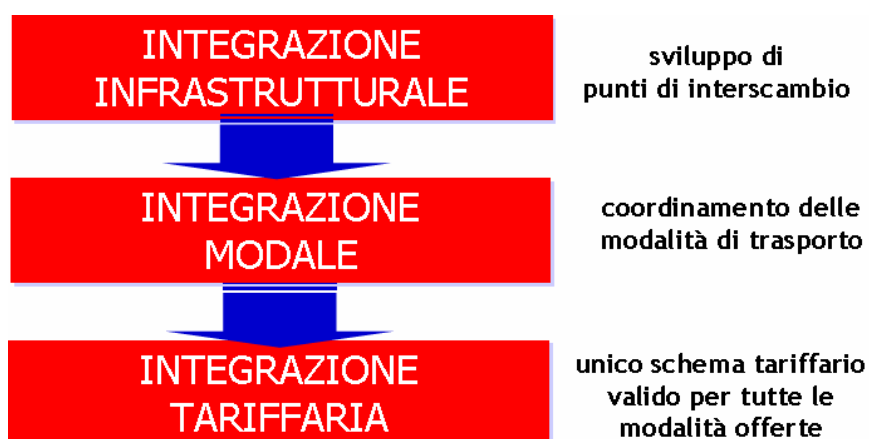 INTEGRAZIONE
INFRASTRUTTURALE
sviluppo di
punti di interscambio
INTEGRAZIONE
MODALE
coordinamento delle
modalità di trasporto
INTEGRAZIONE
TARIFFARIA
unico schema tariffario
valido per tutte le
modalità offerte